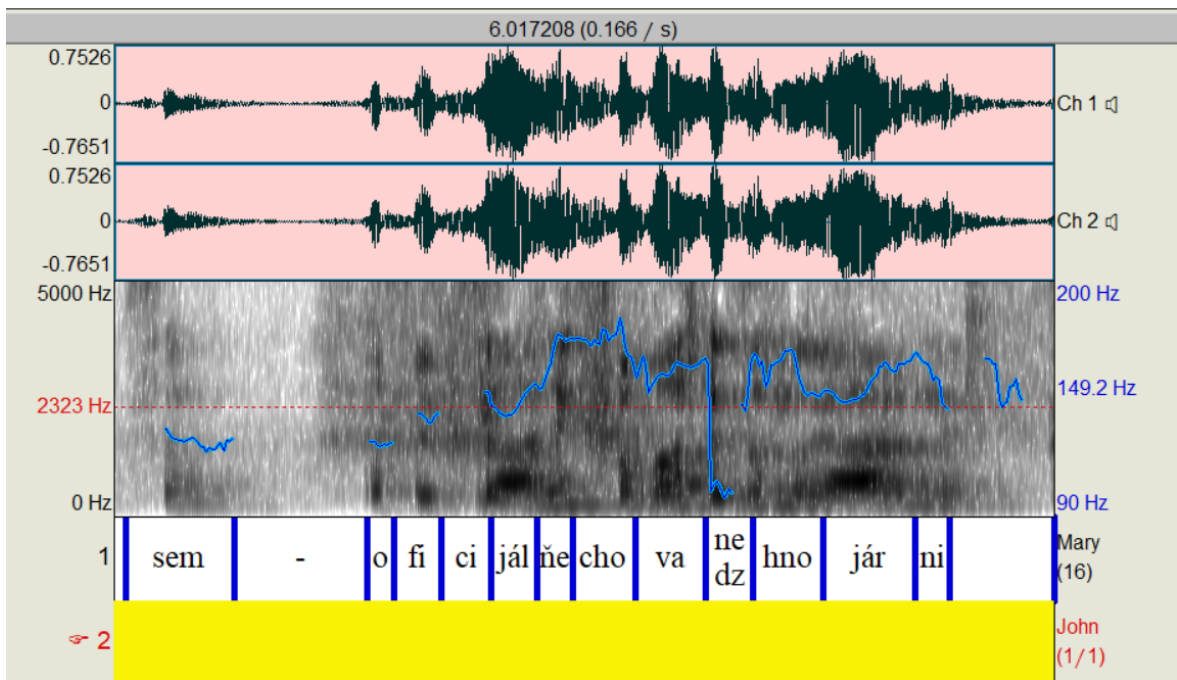 6.017208 (0.166 / s)
0.7526
0
-0.7651
Ch 1
0.7526
0
-0.7651
Ch 2
5000 Hz
2323 Hz
0 Hz
200 Hz
149.2 Hz
90 Hz
1 sem - o fi ci jál ňe cho va ne hno jár ni
dz
Mary
(16)
☞ 2
John
(1/1)